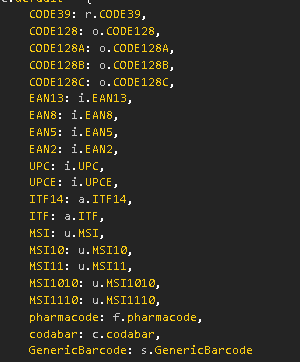 CODE39: r.CODE39,
CODE128: o.CODE128,
CODE128A: o.CODE128A,
CODE128B: o.CODE128B,
CODE128C: o.CODE128C,
EAN13: i.EAN13,
EAN8: i.EAN8,
EAN5: i.EAN5,
EAN2: i.EAN2,
UPC: i.UPC,
UPCE: i.UPCE,
ITF14: a.ITF14,
ITF: a.ITF,
MSI: u.MSI,
MSI10: u.MSI10,
MSI11: u.MSI11,
MSI1010: u.MSI1010,
MSI1110: u.MSI1110,
pharmacode: f.pharmacode,
codabar: c.codabar,
GenericBarcode: s.GenericBarcode